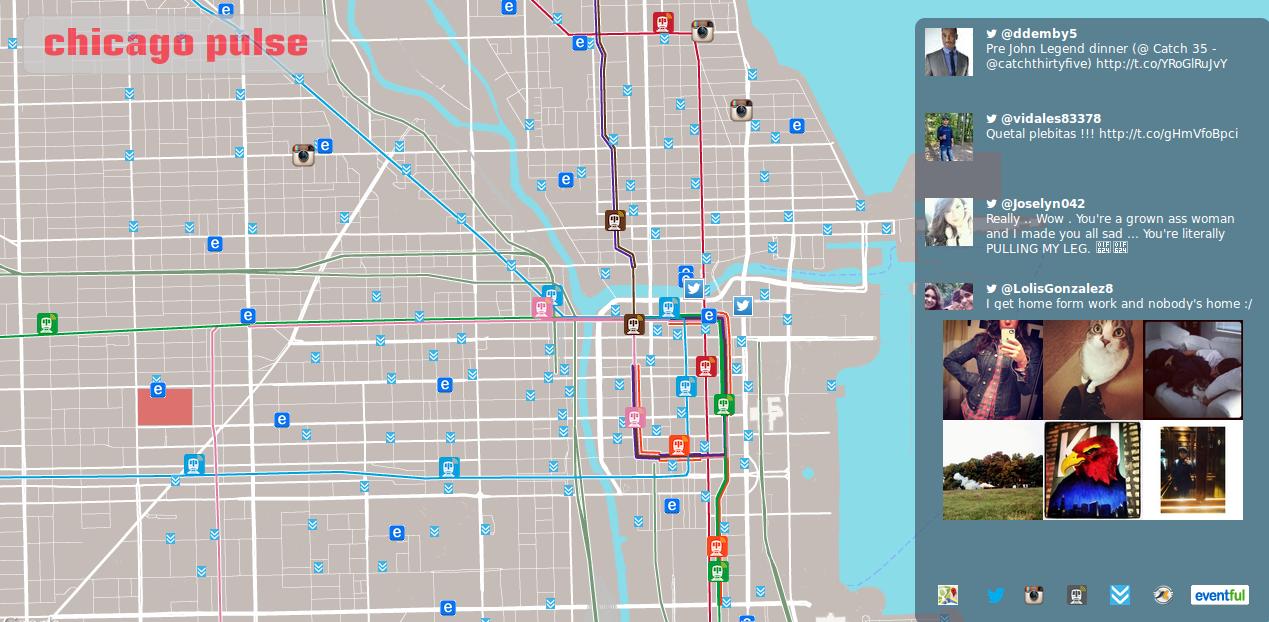 chicago pulse
@ddemby5
Pre John Legend dinner (@ Catch 35 -
@catchthirtyfive) http://t.co/YRoGlRuJvY
@vidales83378
Quetal plebitas !!! http://t.co/gHmVfoBpci
@Joselyn042
Really .. Wow . You're a grown ass woman
and I made you all sad ... You're literally
PULLING MY LEG.
@LolisGonzalez8
I get home form work and nobody's home :/
eventful